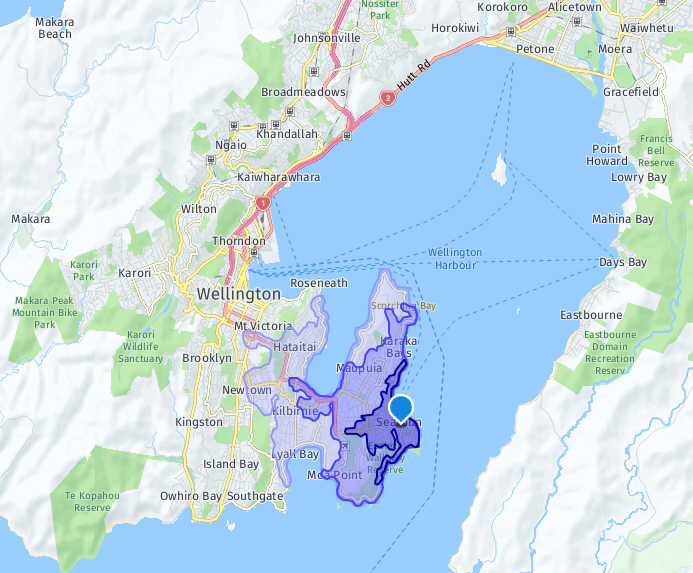 Nossiter
Park
Korokoro
Alicetown
Makara
Beach
Horokiwi
Waiwhetu
Johnsonville
Petone
Moera
Hutt Rd
Broadmeadows
2
Gracefield
Khandallah
Ngaio
Francis
Bell
Reserve
Point
Howard
Kaiwharawhara
Lowry Bay
1
Wilton
Makara
Mahina Bay
Thorndon
Wellington
Harbour
Karori
Park
Karori
Days Bay
Roseneath
Wellington
Makara Peak
Mountain Bike
Park
Eastbourne
Mt Victoria
Karori
Wildlife
Sanctuary
Hataitai
Karaka
Bays
Eastbourne
Domain
Recreation
Reserve
Brooklyn
Maupuia
Newtown
Kilbirnie
Kingston
Lyall Bay
Island Bay
Moa Point
Reserve
Te Kopahou
Reserve
Owhiro Bay
Southgate